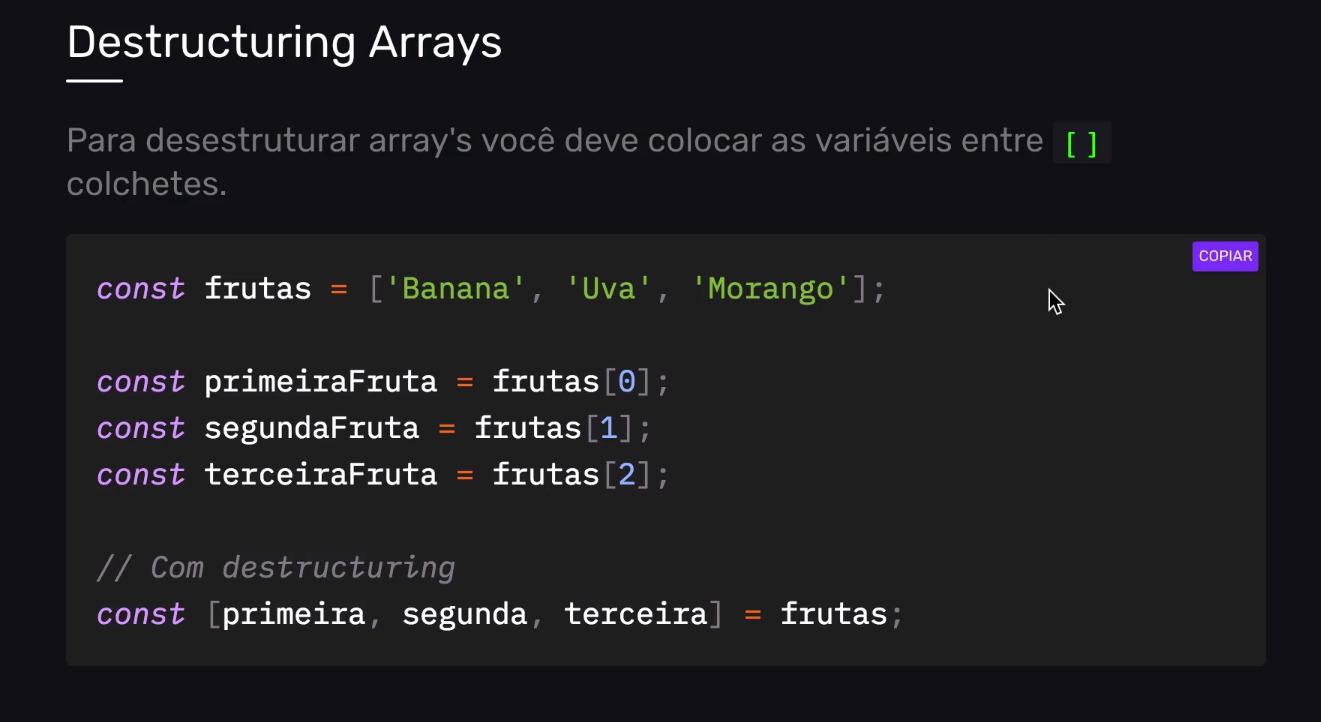 Destructuring Arrays
Para desestruturar array's você deve colocar as variáveis entre []
colchetes.
COPIAR
const frutas = ['Banana', 'Uva', 'Morango'];
const primeiraFruta = frutas[0];
const segundaFruta = frutas[1];
const terceiraFruta = frutas[2];
// Com destructuring
const [primeira, segunda, terceira] = frutas;